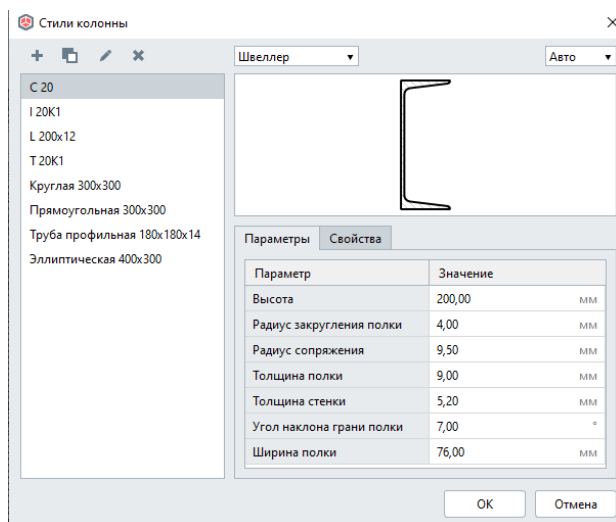 Стили колонны
Швеллер
Авто
С 20
I 20К1
L 200x12
Т 20К1
Круглая 300x300
Прямоугольная 300x300
Труба профильная 180x180x14
Эллиптическая 400x300
Параметры Свойства
Параметр Значение
Высота 200,00 мм
Радиус закругления полки 4,00 мм
Радиус сопряжения 9,50 мм
Толщина полки 9,00 мм
Толщина стенки 5,20 мм
Угол наклона грани полки 7,00 °
Ширина полки 76,00 мм
ОК Отмена